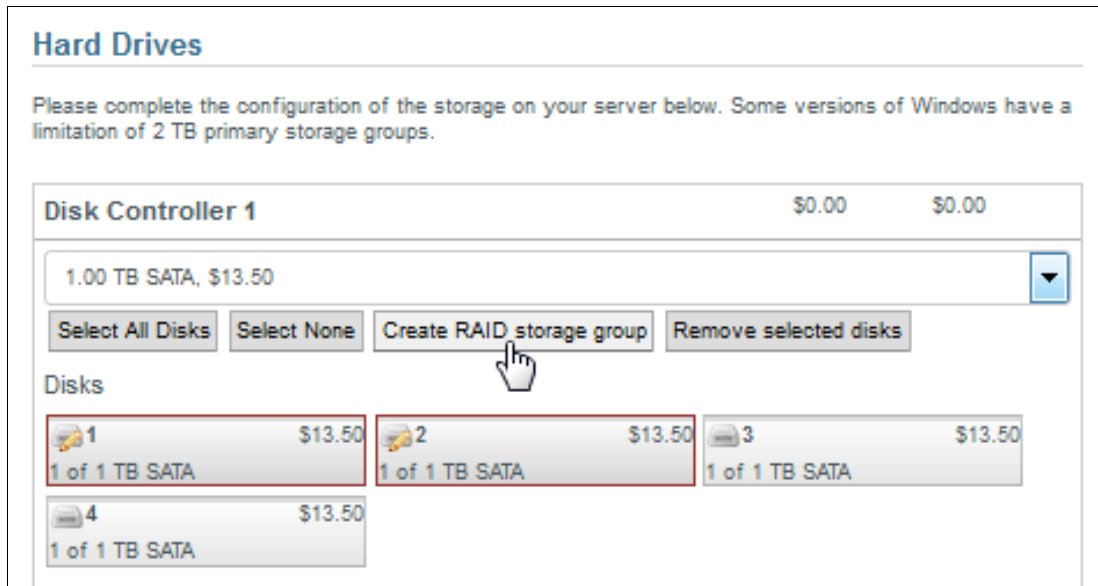 Hard Drives
Please complete the configuration of the storage on your server below. Some versions of Windows have a
limitation of 2 TB primary storage groups.
Disk Controller 1 $0.00 $0.00
1.00 TB SATA, $13.50
Select All Disks Select None Create RAID storage group Remove selected disks
Disks
1 $13.50 2 $13.50 3 $13.50
1 of 1 TB SATA 1 of 1 TB SATA 1 of 1 TB SATA
4 $13.50
1 of 1 TB SATA